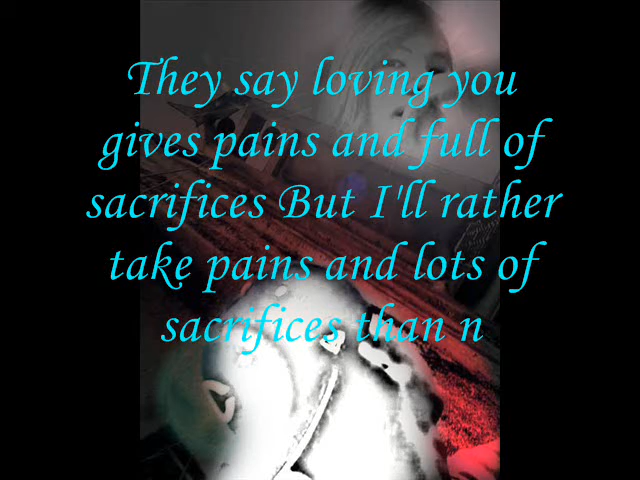 They say loving you
gives pains and full of
sacrifices But I'll rather
take pains and lots of
sacrifices than n